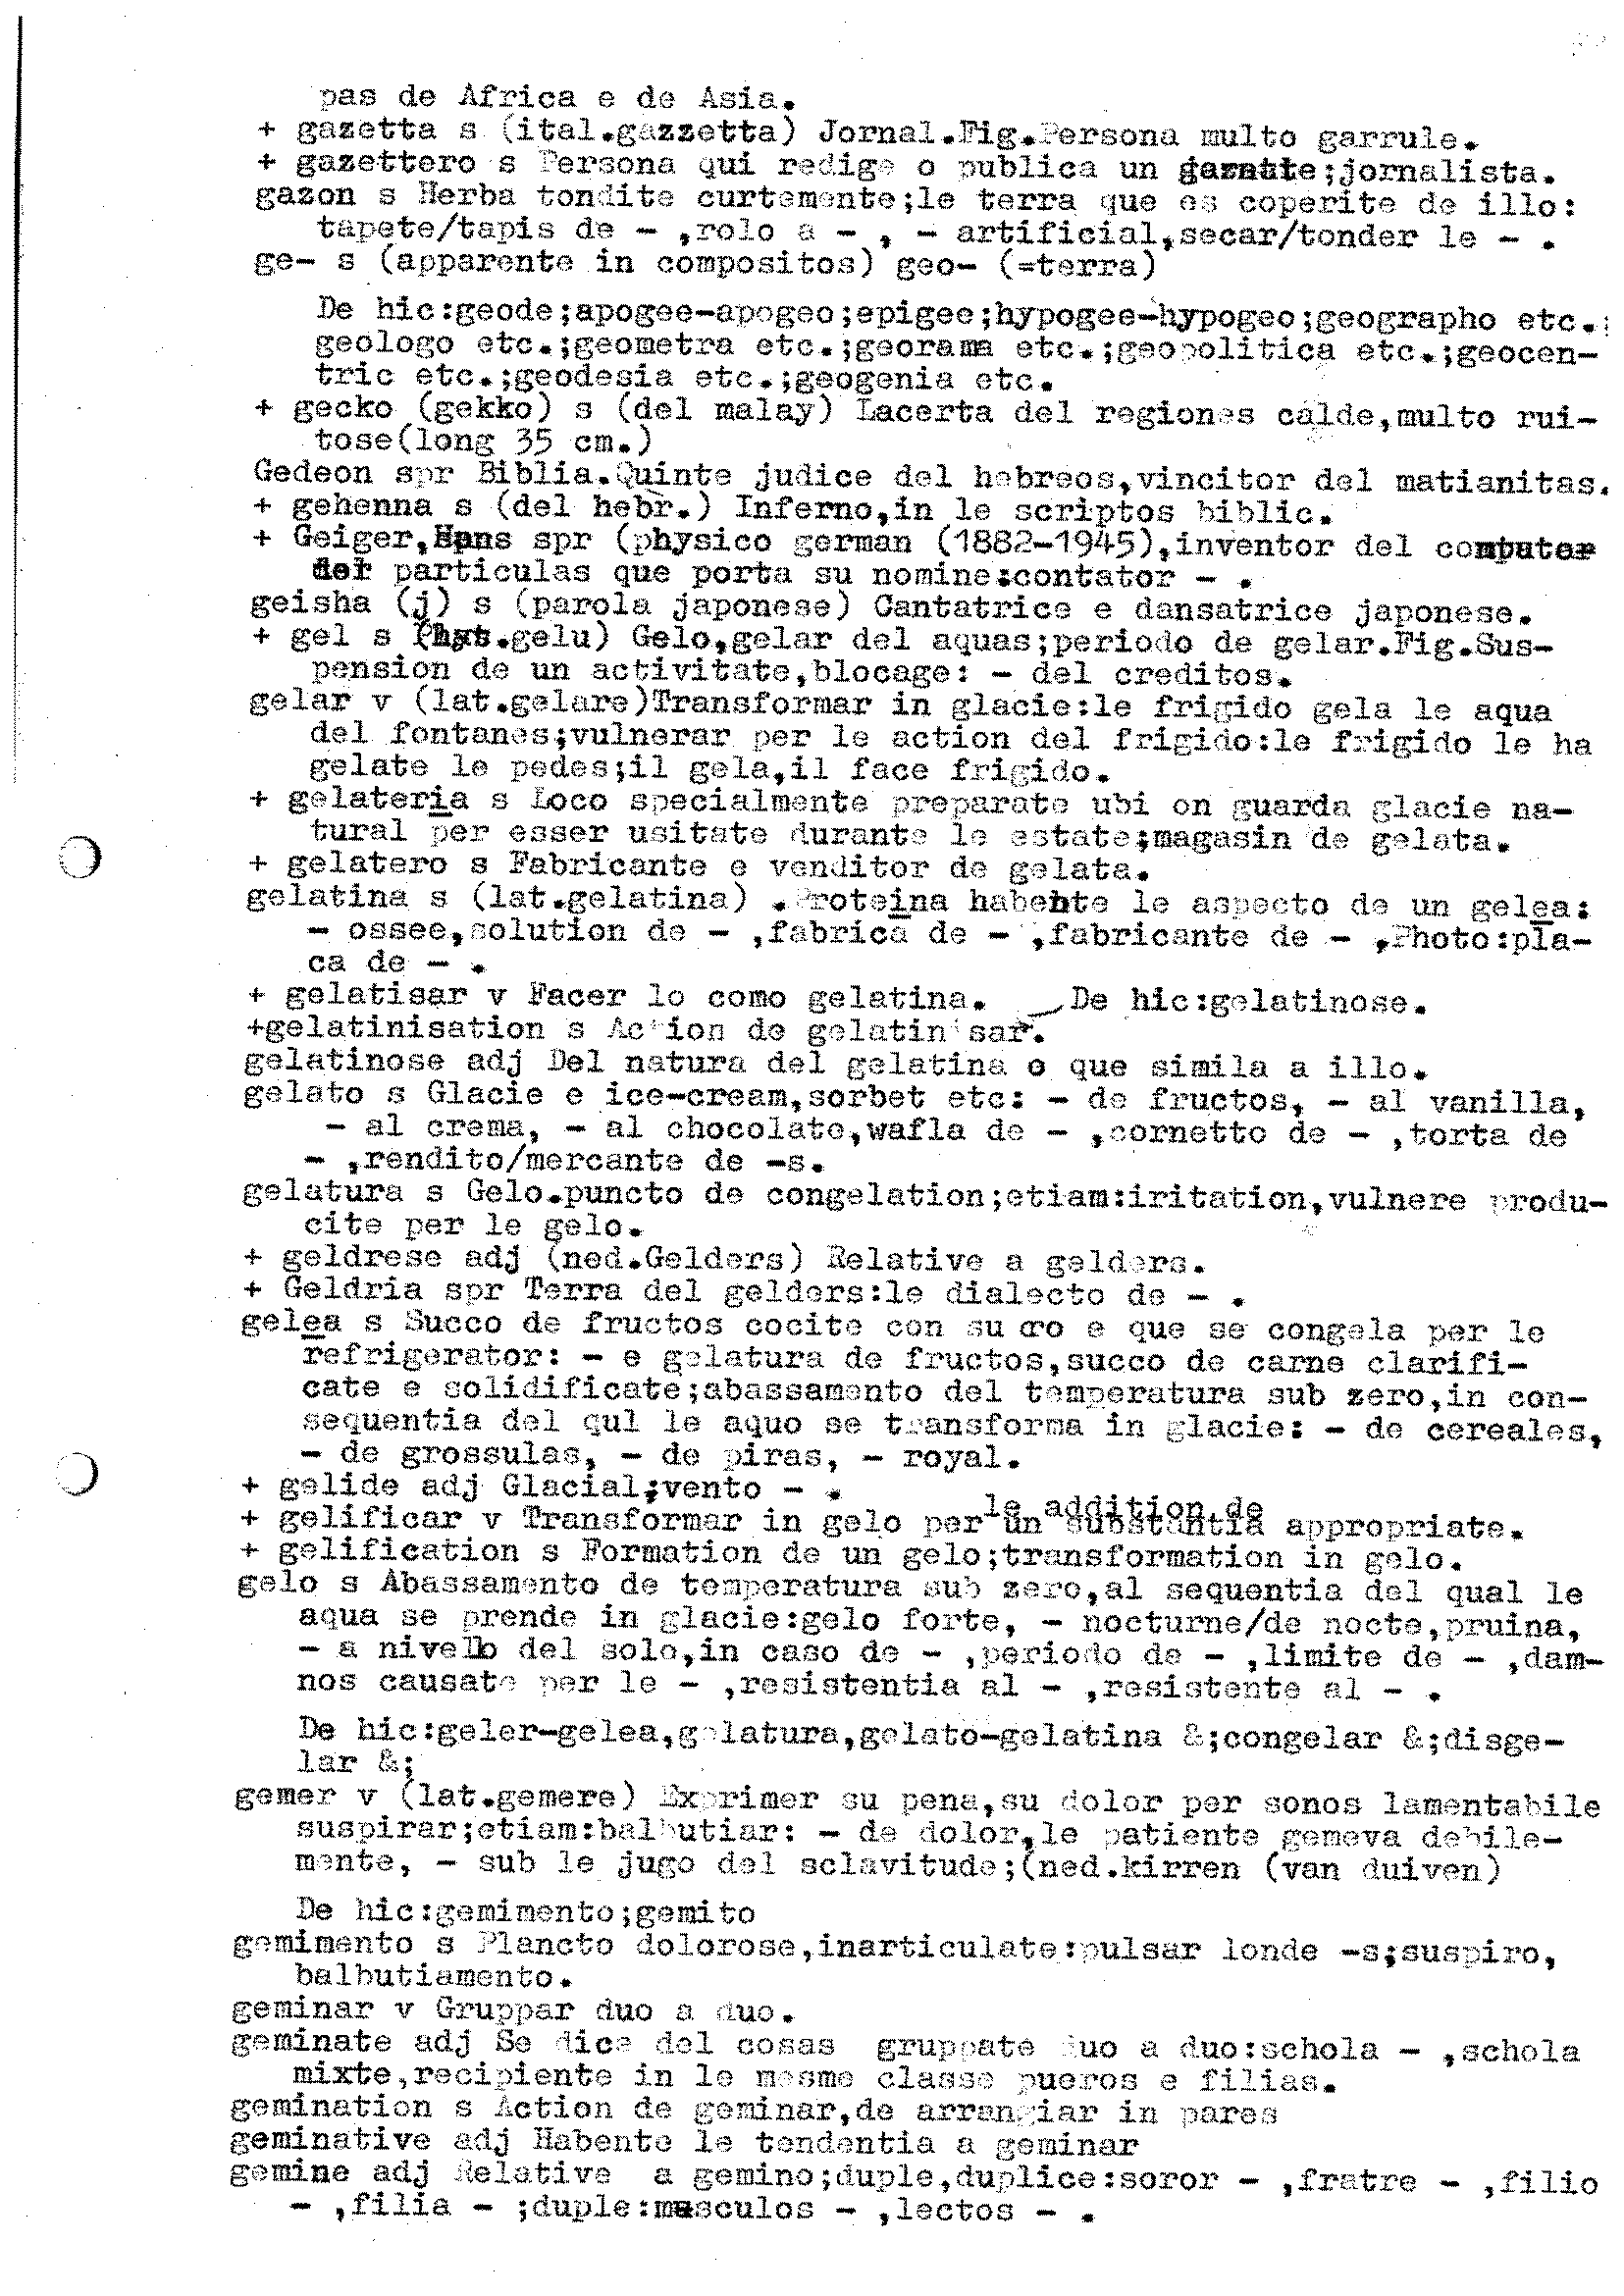 pas de Africa e de Asia.
+ gazetta s (ital.gazzetta) Jornal.Fig.Persona multo garrule.
+ gazettero s Persona qui redige o publica un gazette;jornalista.
gazon s Herba tondite curtemente;le terra que es coperite de illo:
tapete/tapis de - ,rolo a - , - artificial,secar/tonder le - .
ge- s (apparente in compositos) geo- (=terra)
De hic:geode;apogee-apogeo;epigee;hypogee-hypogeo;geographo etc.;
geologo etc.;geometra etc.;georama etc.;geopolitica etc.;geocen-
tric etc.;geodesia etc.;geogenia etc.
+ gecko (gekko) s (del malay) Lacerta del regiones calde,multo rui-
tose(long 35 cm.)
Gedeon spr Biblia.Quinte judice del hebreos,vincitor del matianitas.
+ gehenna s (del hebr.) Inferno,in le scriptos biblic.
+ Geiger,Hans spr (physico german (1882-1945),inventor del computer
del particulas que porta su nomine:contator - .
geisha (j) s (parola japonese) Cantatrice e dansatrice japonese.
+ gel s .gelu) Gelo,gelar del aquas;periodo de gelar.Fig.Sus-
pension de un activitate,blocage: - del creditos.
gelar v (lat.gelare)Transformar in glacie:le frigido gela le aqua
del fontanes;vulnerar per le action del frigido:le frigido le ha
gelate le pedes;il gela,il face frigido.
+ gelateria s Loco specialmente preparate ubi on guarda glacie na-
tural per esser usitate durante le estate;magasin de gelata.
+ gelatero s Fabricante e venditor de gelata.
gelatina s (lat.gelatina) .Proteina habente le aspecto de un gelea:
- ossee,solution de - ,fabrica de - ,fabricante de - ,Photo:pla-
ca de - .
+ gelatisar v Facer lo como gelatina. De hic:gelatinose.
+gelatinisation s Action de gelatinisar.
gelatinose adj Del natura del gelatina o que simila a illo.
gelato s Glacie e ice-cream,sorbet etc: - de fructos, - al vanilla,
- al crema, - al chocolate,wafla de - ,cornetto de - ,torta de
- ,rendito/mercante de -s.
gelatura s Gelo.puncto de congelation;etiam:iritation,vulnere produ-
cite per le gelo.
+ geldrese adj (ned.Gelders) Relative a gelders.
+ Geldria spr Terra del gelders:le dialecto de - .
gelea s Succo de fructos cocite con su cro e que se congela per le
refrigerator: - e gelatura de fructos,succo de carne clarifi-
cate e solidificate;abassamento del temperatura sub zero,in con-
sequentia del qul le aquo se transforma in glacie: - de cereales,
- de grossulas, - de piras, - royal.
+ gelide adj Glacial;vento - .
+ gelificar v Transformar in gelo per le addition de un substantia appropriate.
+ gelification s Formation de un gelo;transformation in gelo.
gelo s Abassamento de temperatura sub zero,al sequentia del qual le
aqua se prende in glacie:gelo forte, - nocturne/de nocte,pruina,
- a nivello del solo,in caso de - ,periodo de - ,limite de - ,dam-
nos causate per le - ,resistentia al - ,resistente al - .
De hic:geler-gelea,gelatura,gelato-gelatina &;congelar &;disge-
lar &;
gemer v (lat.gemere) Exprimer su pena,su dolor per sonos lamentabile
suspirar;etiam:balbutiar: - de dolor,le patiente gemeva debile-
mente, - sub le jugo del sclavitude;(ned.kirren (van duiven)
De hic:gemimento;gemito
gemimento s Plancto dolorose,inarticulate:pulsar londe -s;suspiro,
balbutiamento.
geminar v Gruppar duo a duo.
geminate adj Se dice del cosas gruppate duo a duo:schola - ,schola
mixte,recipiente in le mesme classe pueros e filias.
gemination s Action de geminar,de arrangiar in pares
geminative adj Habente le tendentia a geminar
gemine adj Relative a gemino;duple,duplice:soror - ,fratre - ,filio
- ,filia - ;duple:musculos - ,lectos - .